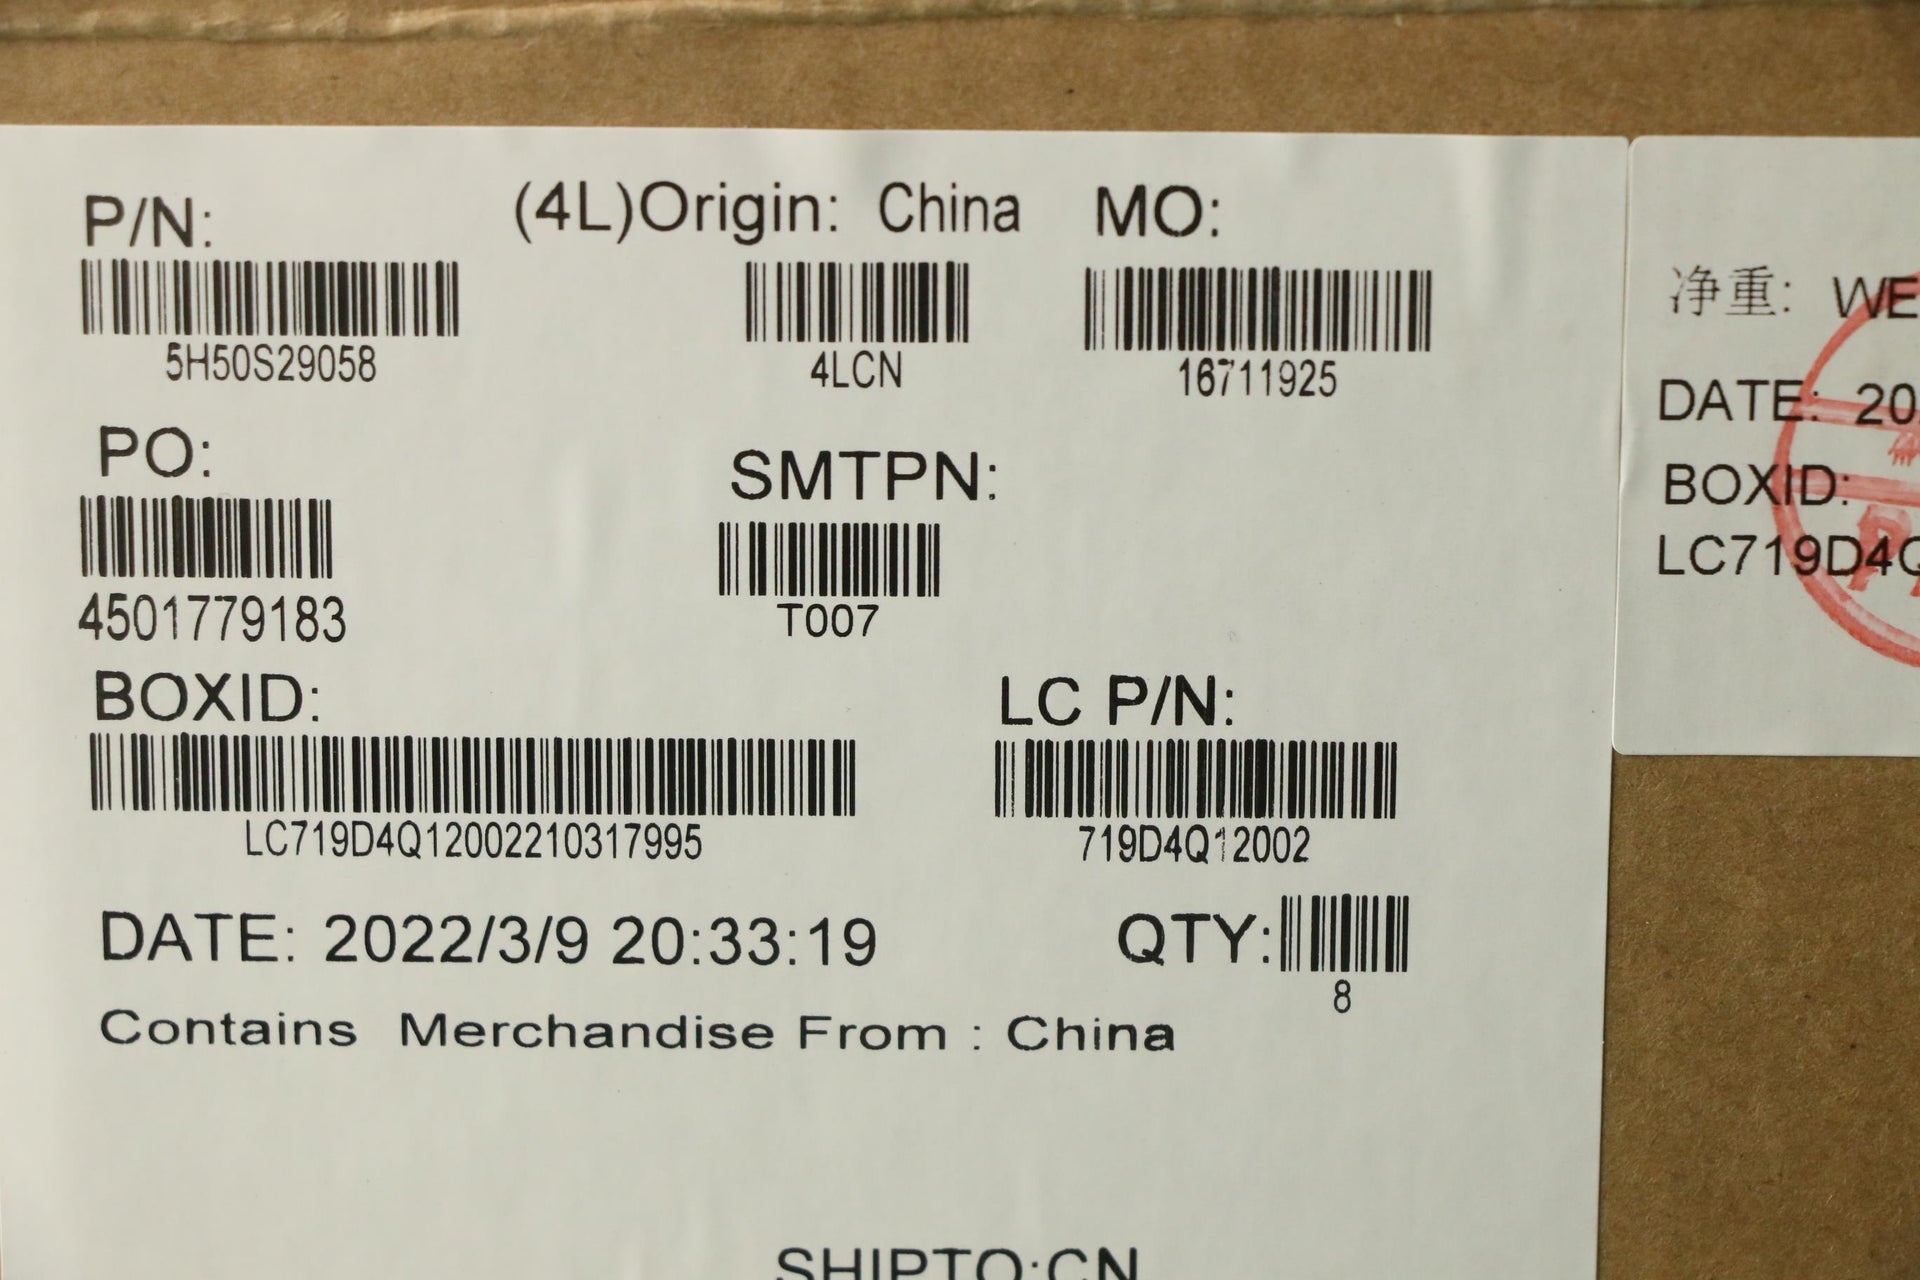 P/N: (4L)Origin: China MO:
5H50S29058 4LCN 16711925
PO: SMTPN:
4501779183 T007
BOXID: LC P/N:
LC719D4Q12002210317995 719D4Q12002
DATE: 2022/3/9 20:33:19 QTY:
8
Contains Merchandise From : China
SHIPTO:CN
净重:
DATE: 20
BOXID:
LC719D4Q